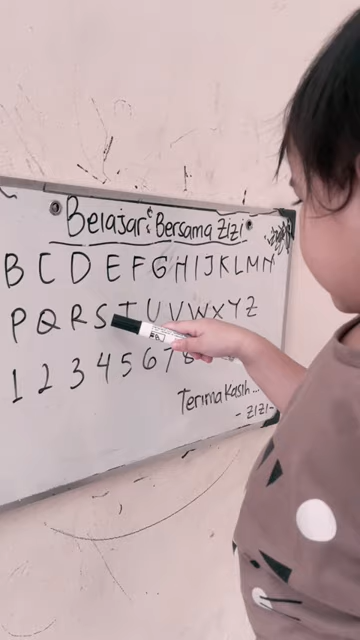 Belajar Bersama Zizi
B C D E F G H I J K L M N
P Q R S T U V W X Y Z
1 2 3 4 5 6 7 8
Terima Kasih...
- ZIZI -